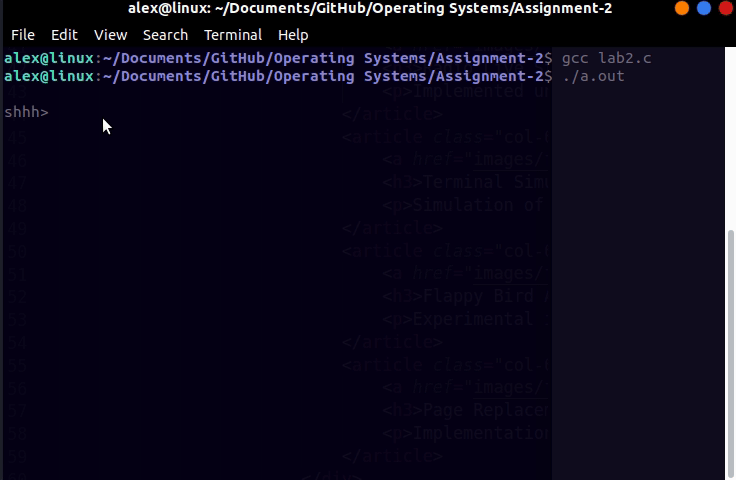 alex@linux: ~/Documents/GitHub/Operating Systems/Assignment-2
File Edit View Search Terminal Help
alex@linux:~/Documents/GitHub/Operating Systems/Assignment-2$ gcc lab2.c
alex@linux:~/Documents/GitHub/Operating Systems/Assignment-2$ ./a.out
<p>Implemented
shhh>
</article>
45 <article class="col-
46 <a href="images/
47 <h3>Terminal Sim
48 <p>Simulation of
49 </article>
50 <article class="col-
51 <a href="images/
52 <h3>Flappy Bird
53 <p>Experimental
54 </article>
55 <article class="col-
56 <a href="images/
57 <h3>Page Replace
58 <p>Implementatio
59 </article>